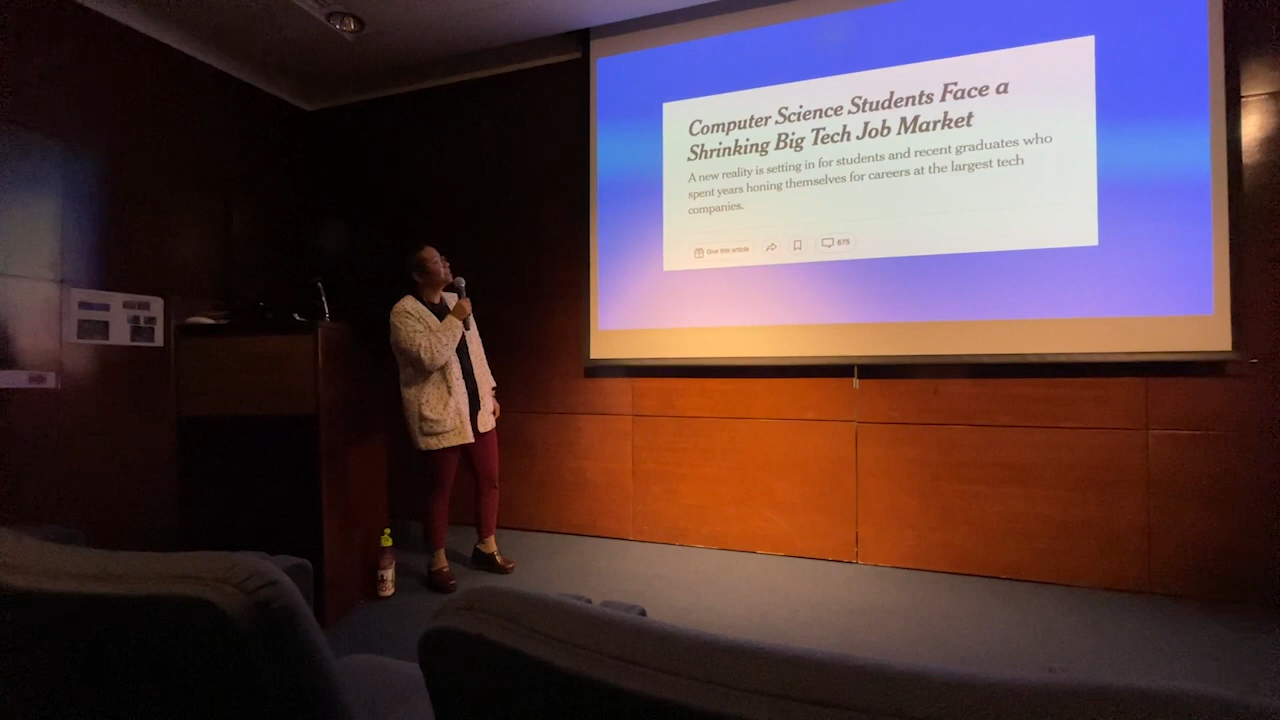 Computer Science Students Face a
Shrinking Big Tech Job Market
A new reality is setting in for students and recent graduates who
spent years honing themselves for careers at the largest tech
companies.
Give this article
675